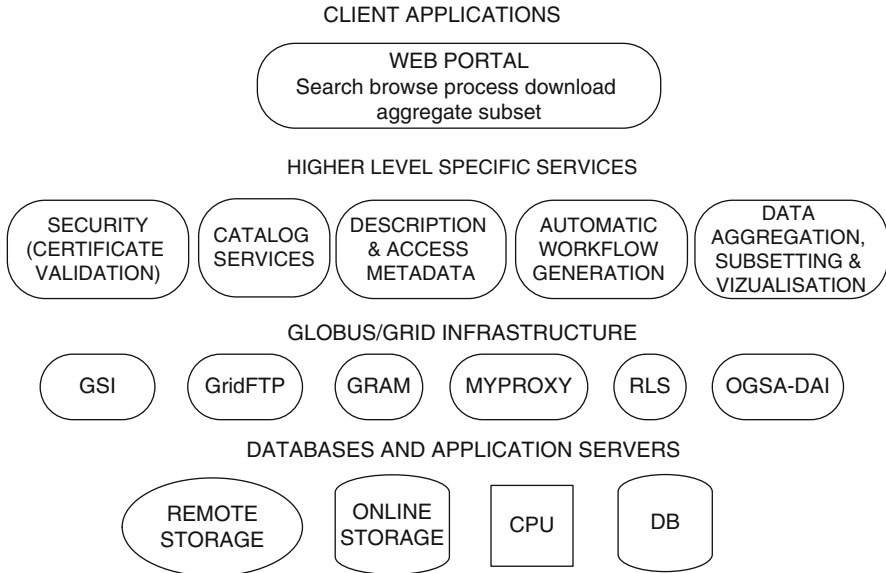 CLIENT APPLICATIONS
WEB PORTAL
Search browse process download
aggregate subset
HIGHER LEVEL SPECIFIC SERVICES
SECURITY
(CERTIFICATE
VALIDATION)
CATALOG
SERVICES
DESCRIPTION
& ACCESS
METADATA
AUTOMATIC
WORKFLOW
GENERATION
DATA
AGGREGATION,
SUBSETTING &
VIZUALISATION
GLOBUS/GRID INFRASTRUCTURE
GSI
GridFTP
GRAM
MYPROXY
RLS
OGSA-DAI
DATABASES AND APPLICATION SERVERS
REMOTE
STORAGE
ONLINE
STORAGE
CPU
DB